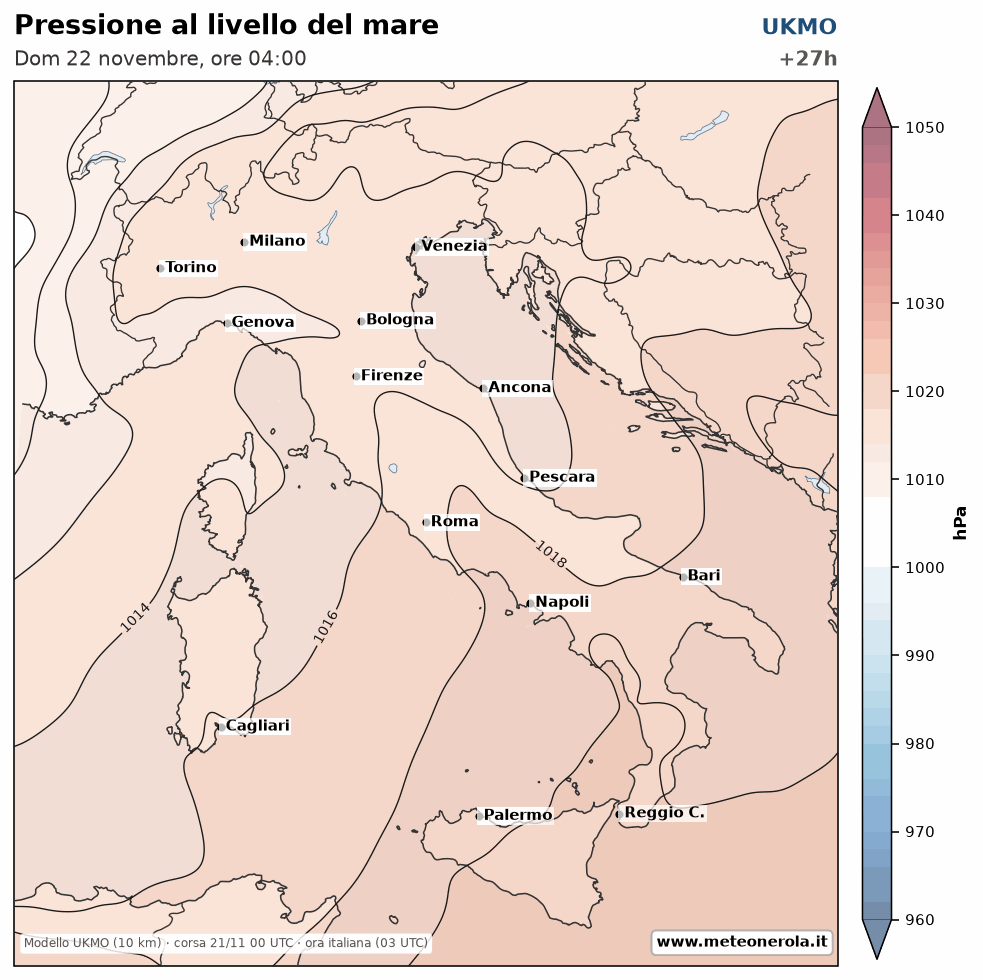 Pressione al livello del mare
UKMO
Dom 22 novembre, ore 04:00
+27h
1050
1040
Venezia
Milano
Torino
1030
Bologna
Genova
Firenze
Ancona
1020
1010
Pescara
Roma
hPa
1018
1000
Bari
Napoli
1014
1016
990
Cagliari
980
Palermo
Reggio C.
970
960
Modello UKMO (10 km) · corsa 21/11 00 UTC · ora italiana (03 UTC)
www.meteonerola.it